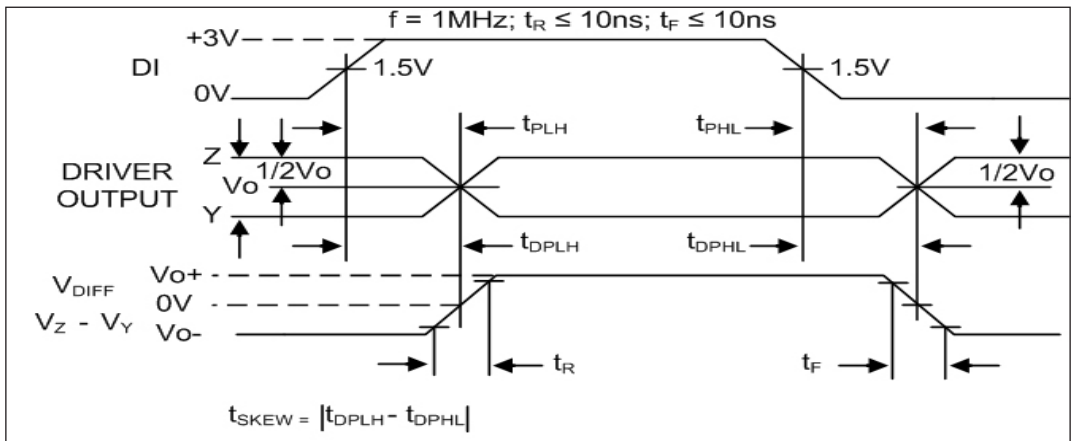 f = 1MHz; tR ≤ 10ns; tF ≤ 10ns
+3V
DI
1.5V
1.5V
0V
tPLH
tPHL
Z
DRIVER OUTPUT
1/2Vo
1/2Vo
Vo
Y
tDPLH
tDPHL
Vo+
VDIFF
0V
VZ - VY
Vo-
tR
tF
tSKEW = |tDPLH - tDPHL|